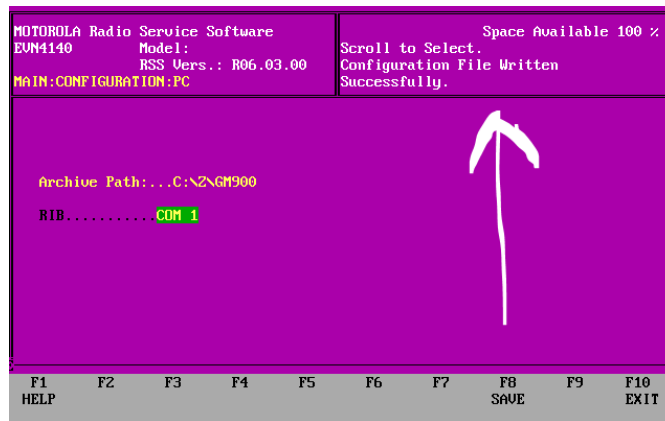 MOTOROLA Radio Service Software
EVN4140 Model:
RSS Vers.: R06.03.00
MAIN:CONFIGURATION:PC
Space Available 100 %
Scroll to Select.
Configuration File Written
Successfully.
Archive Path:...C:\Z\GM900
RIB...........COM 1
F1 F2 F3 F4 F5 F6 F7 F8 F9 F10
HELP SAVE EXIT